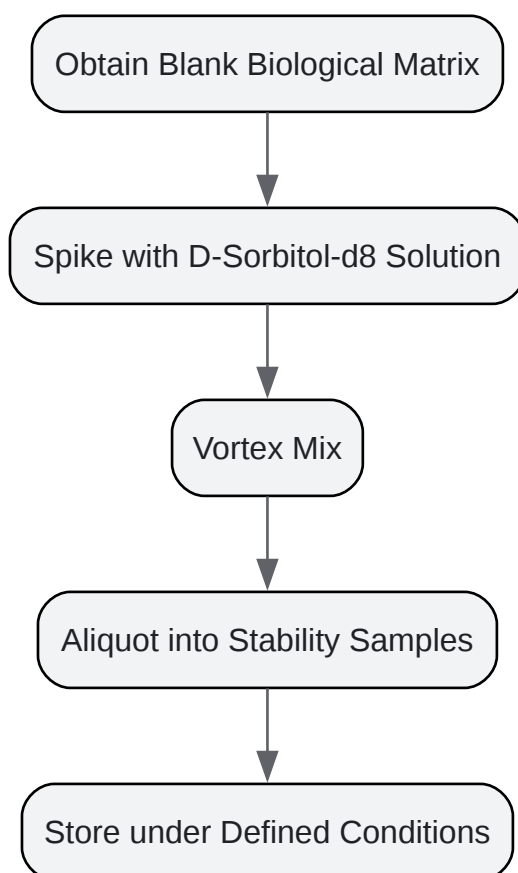 Obtain Blank Biological Matrix
Spike with D-Sorbitol-d8 Solution
Vortex Mix
Aliquot into Stability Samples
Store under Defined Conditions